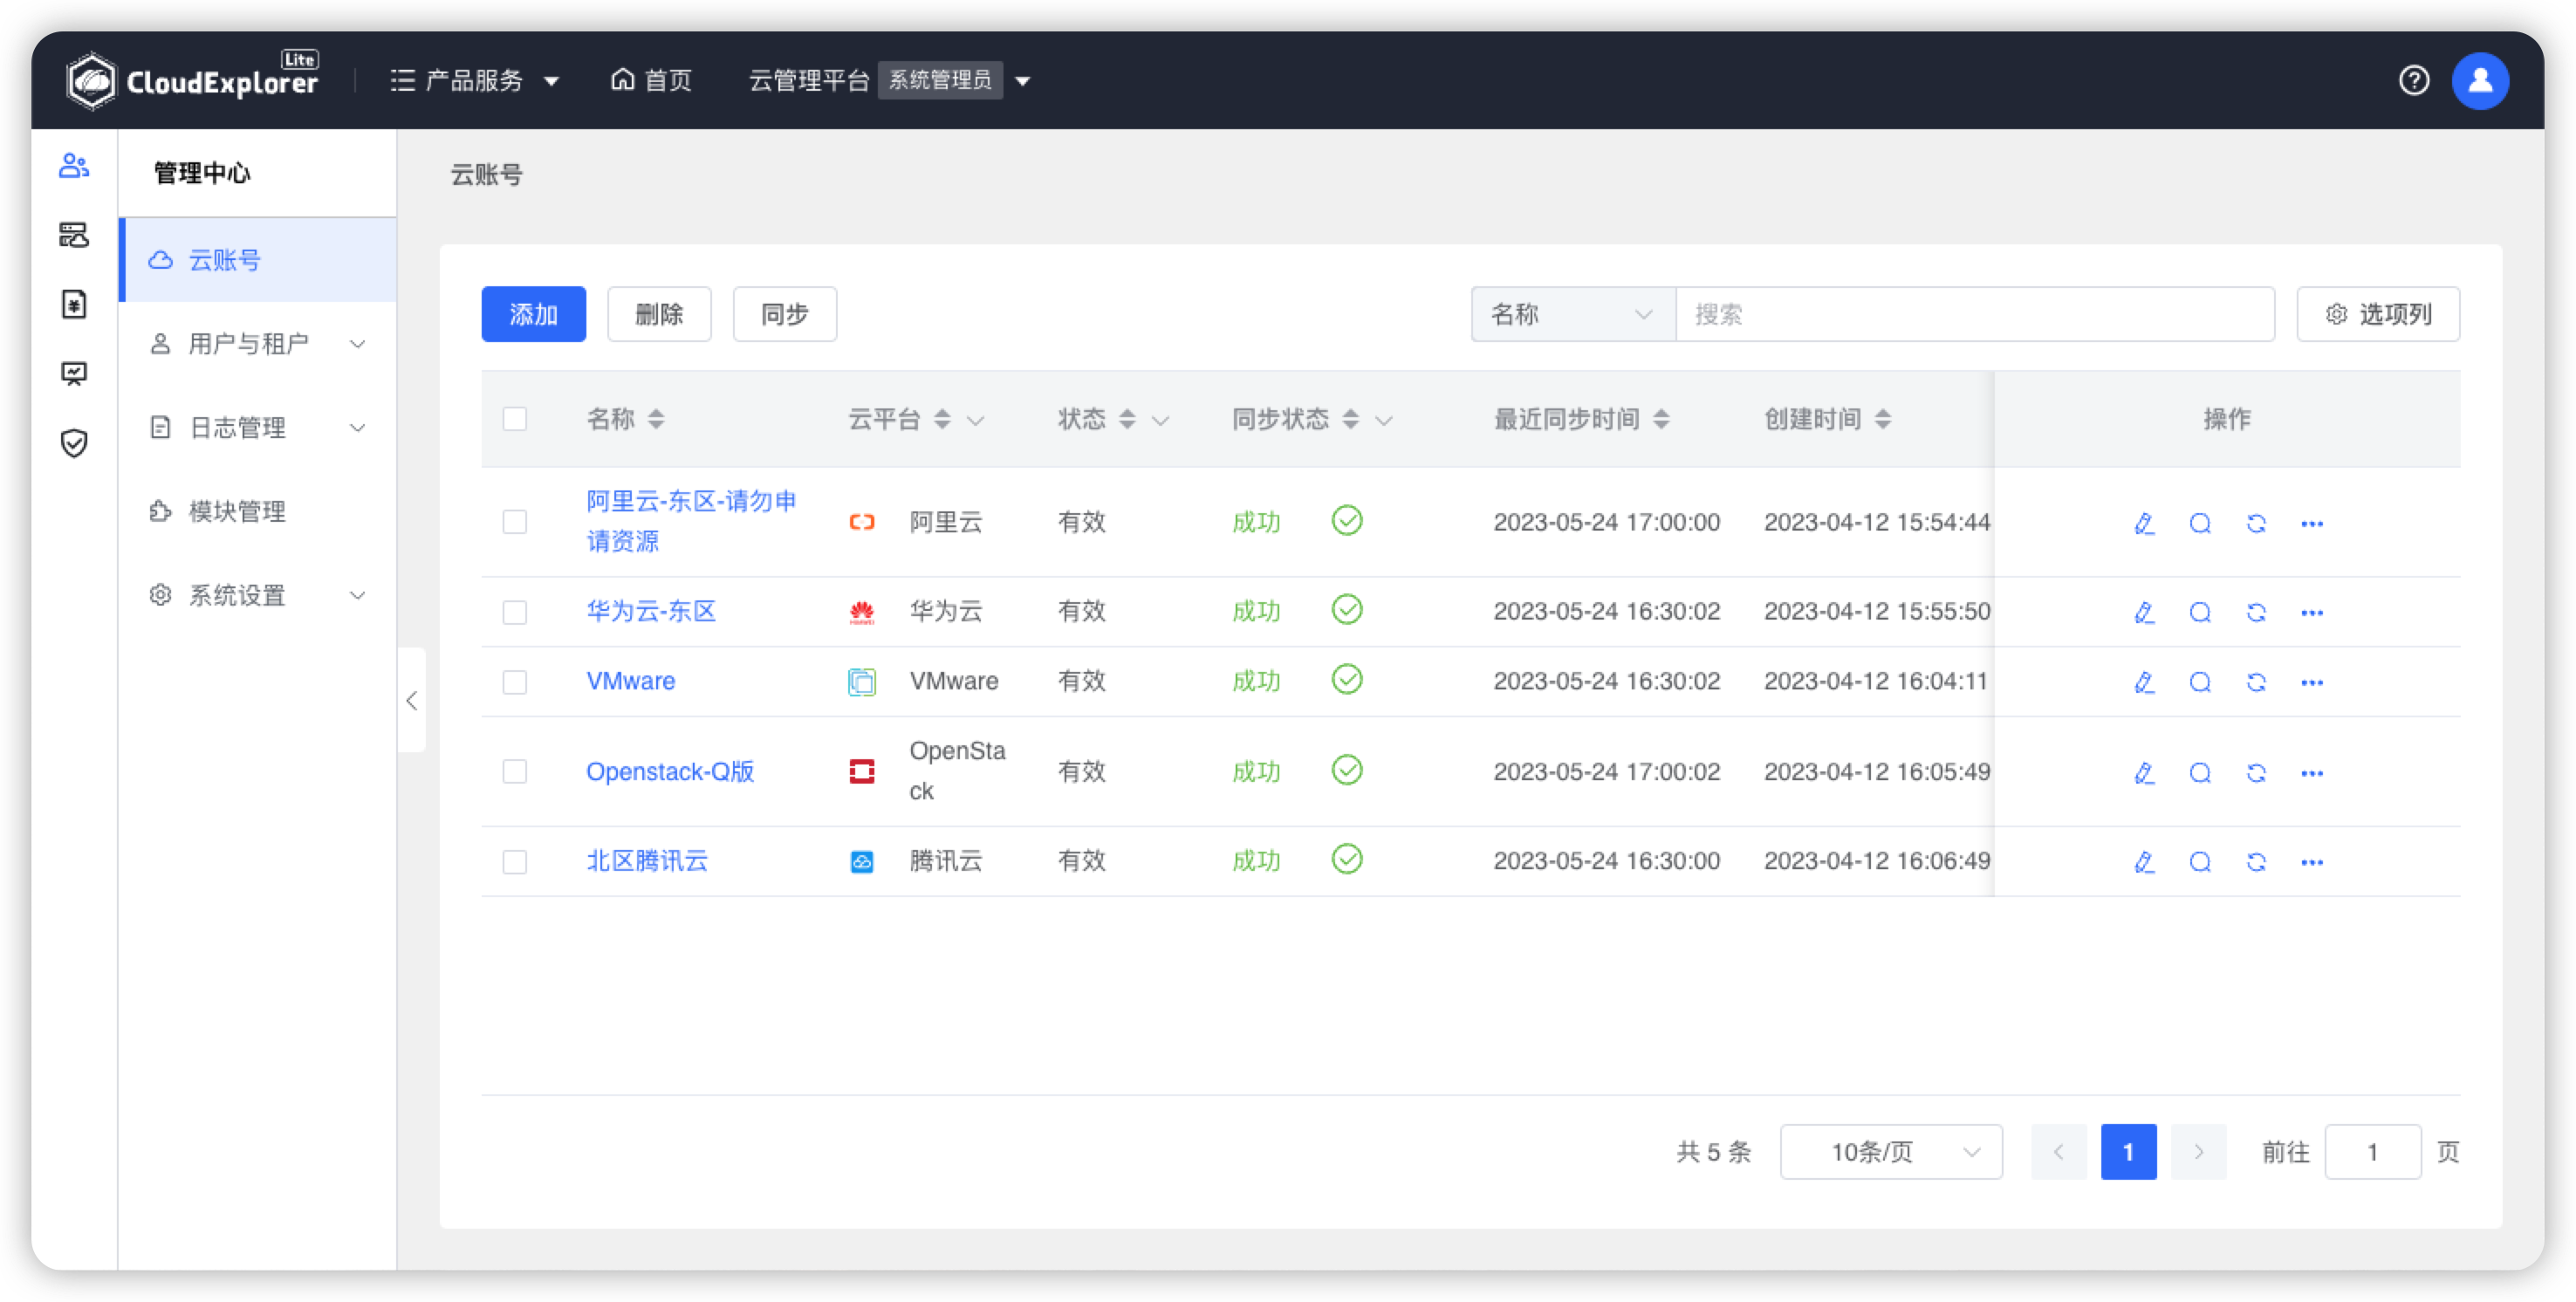 CloudExplorer Lite
产品服务
首页
云管理平台 系统管理员
管理中心
云账号
用户与租户
日志管理
模块管理
系统设置
云账号
添加 删除 同步 名称 搜索 选项列
名称 云平台 状态 同步状态 最近同步时间 创建时间 操作
阿里云-东区-请勿申
请资源
阿里云 有效 成功 2023-05-24 17:00:00 2023-04-12 15:54:44
华为云-东区 HUAWEI 华为云 有效 成功 2023-05-24 16:30:02 2023-04-12 15:55:50
VMware VMware 有效 成功 2023-05-24 16:30:02 2023-04-12 16:04:11
Openstack-Q版 OpenSta
ck
有效 成功 2023-05-24 17:00:02 2023-04-12 16:05:49
北区腾讯云 腾讯云 有效 成功 2023-05-24 16:30:00 2023-04-12 16:06:49
共 5 条 10条/页 1 前往 1 页